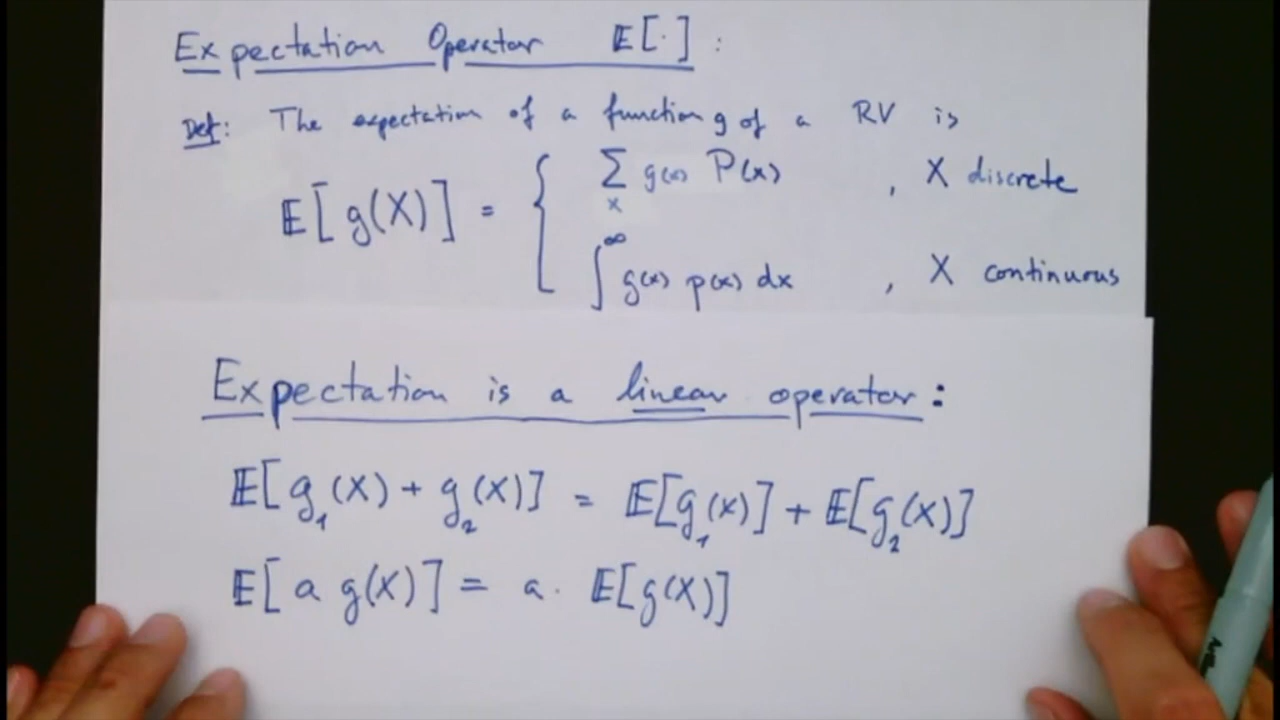 Expectation Operator 𝔼[·] :
Def: The expectation of a function g of a RV is
𝔼[g(X)] = { ∑ₓ g(x) P(x) , X discrete
∫^∞ g(x) p(x) dx , X continuous
Expectation is a linear operator:
𝔼[g₁(X) + g₂(X)] = 𝔼[g₁(X)] + 𝔼[g₂(X)]
𝔼[a g(X)] = a · 𝔼[g(X)]